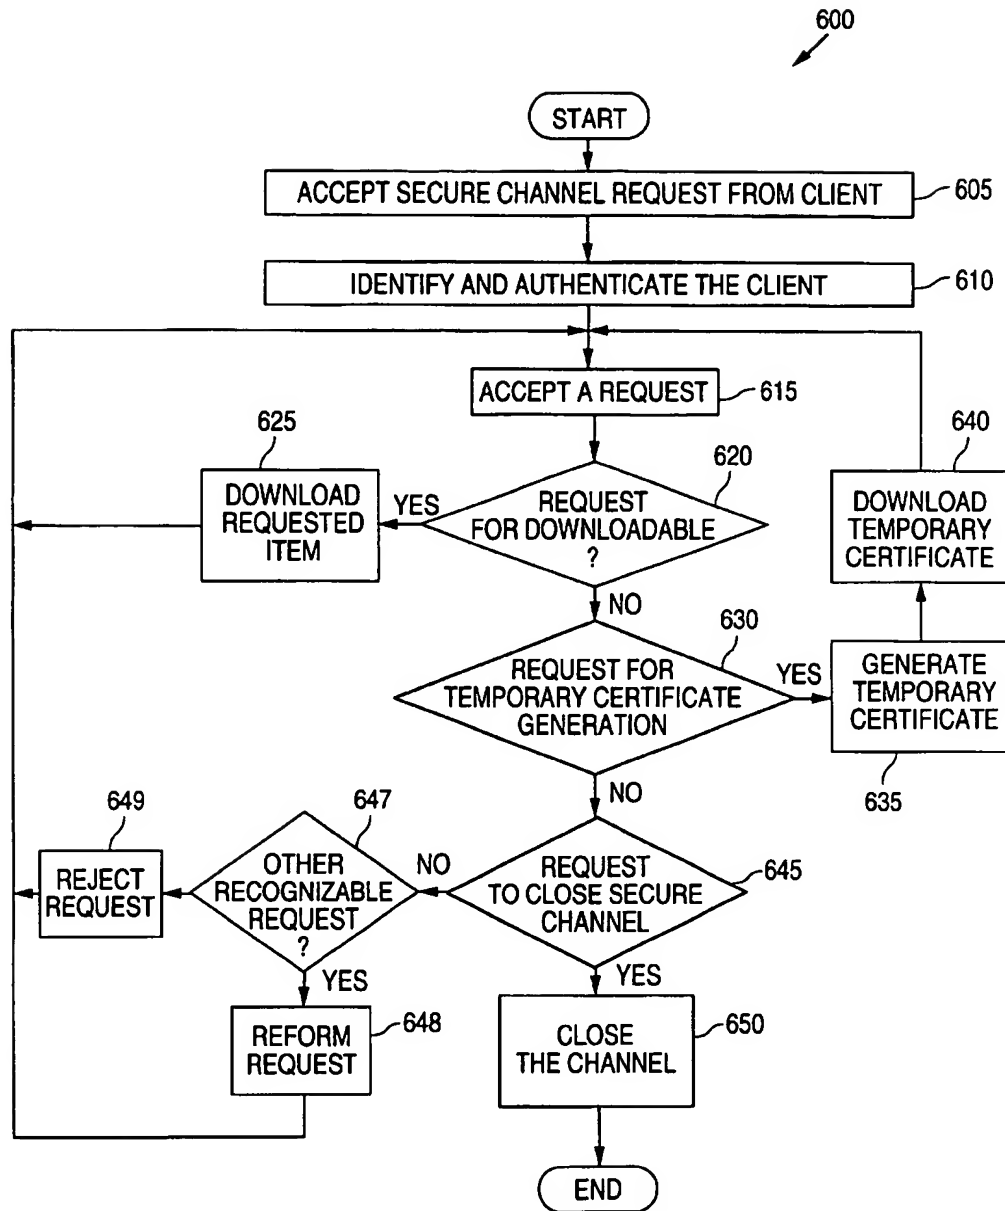 600
START
ACCEPT SECURE CHANNEL REQUEST FROM CLIENT
605
IDENTIFY AND AUTHENTICATE THE CLIENT
610
ACCEPT A REQUEST
615
625
DOWNLOAD
REQUESTED
ITEM
YES
620
REQUEST
FOR DOWNLOADABLE
?
640
DOWNLOAD
TEMPORARY
CERTIFICATE
NO
630
REQUEST FOR
TEMPORARY CERTIFICATE
GENERATION
YES
GENERATE
TEMPORARY
CERTIFICATE
635
NO
649
REJECT
REQUEST
647
OTHER
RECOGNIZABLE
REQUEST
?
NO
REQUEST
TO CLOSE SECURE
CHANNEL
645
YES
REFORM
REQUEST
648
YES
CLOSE
THE CHANNEL
650
END